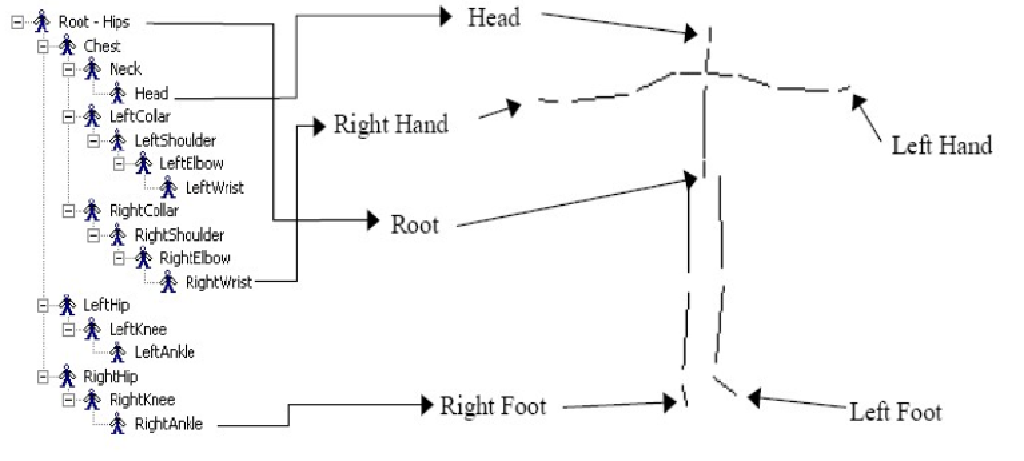 Root - Hips
Chest
Neck
Head
LeftColar
LeftShoulder
LeftElbow
LeftWrist
RightCollar
RightShoulder
RightElbow
RightWrist
LeftHip
LeftKnee
LeftAnkle
RightHip
RightKnee
RightAnkle
Head
Right Hand
Left Hand
Root
Right Foot
Left Foot